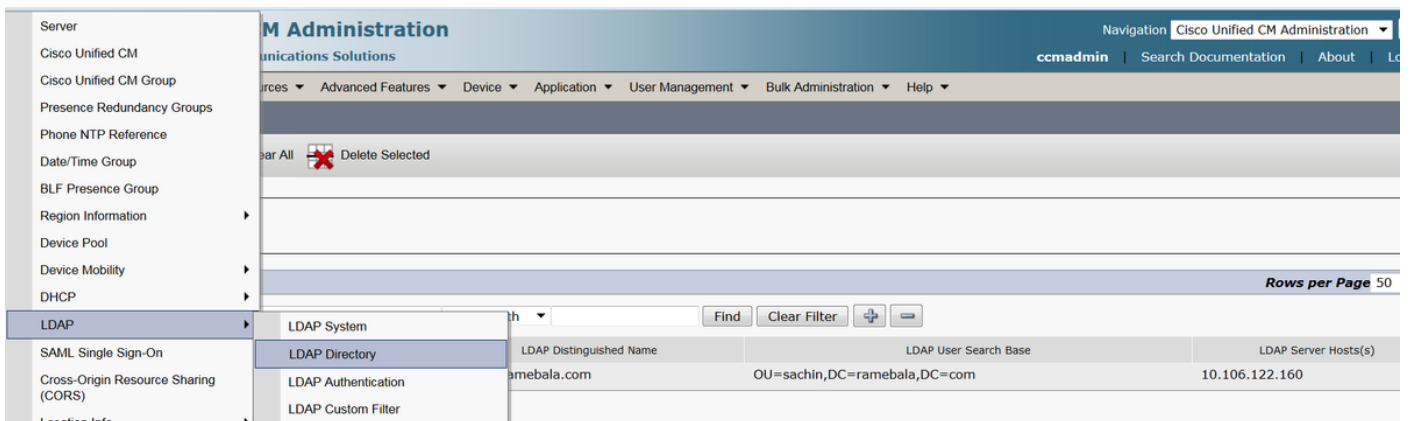 Server
Cisco Unified CM
Cisco Unified CM Group
Presence Redundancy Groups
Phone NTP Reference
Date/Time Group
BLF Presence Group
Region Information
Device Pool
Device Mobility
DHCP
LDAP
SAML Single Sign-On
Cross-Origin Resource Sharing
(CORS)
M Administration
Navigation Cisco Unified CM Administration
Solutions
ccmadmin | Search Documentation | About |
Advanced Features Device Application User Management Bulk Administration Help
All Delete Selected
Rows per Page 50
Find Clear Filter
LDAP System
LDAP Directory
LDAP Authentication
LDAP Custom Filter
LDAP Distinguished Name LDAP User Search Base LDAP Server Hosts(s)
amebala.com OU=sachin,DC=ramebala,DC=com 10.106.122.160